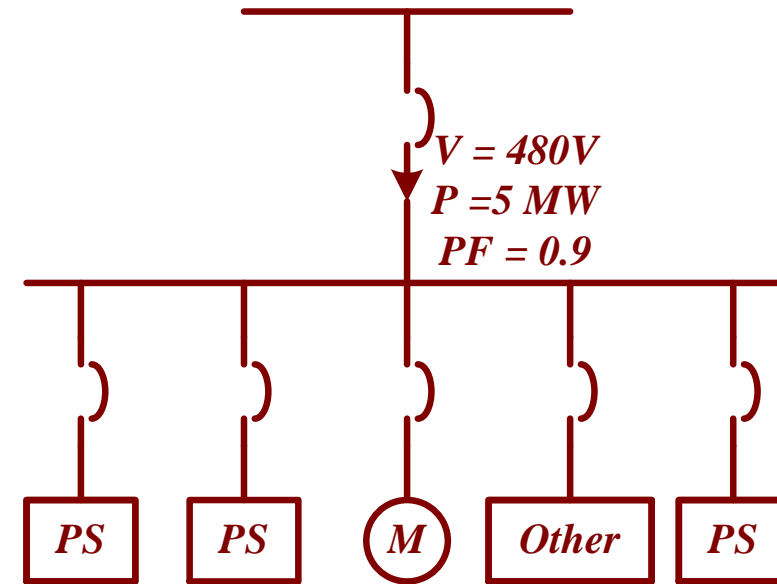 V = 480V
P =5 MW
PF = 0.9
PS PS M Other PS